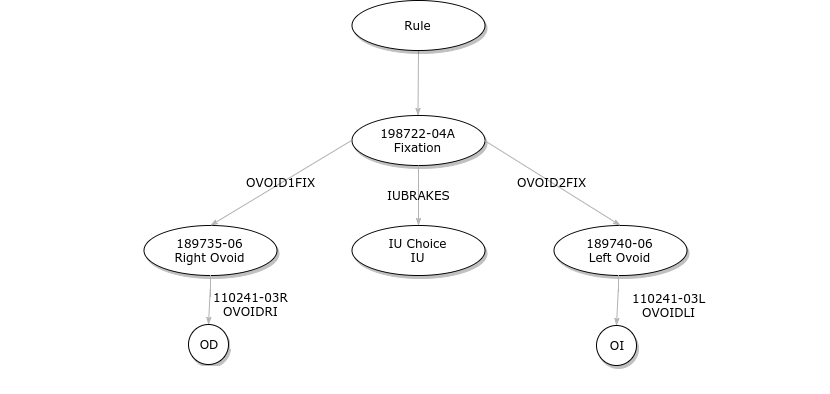 Rule
198722-04A
Fixation
OVOID1FIX
IUBRAKES
OVOID2FIX
189735-06
Right Ovoid
IU Choice
IU
189740-06
Left Ovoid
110241-03R
OVOIDRI
110241-03L
OVOIDLI
OD
OI